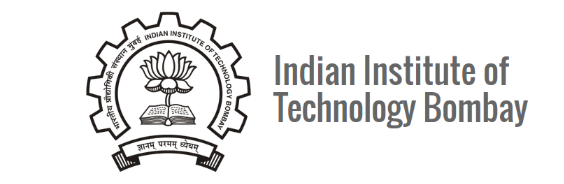 भारतीय प्रौद्योगिकी संस्थान मुंबई
INDIAN INSTITUTE OF TECHNOLOGY BOMBAY
ज्ञानम् परमम् ध्येयम्
Indian Institute of
Technology Bombay